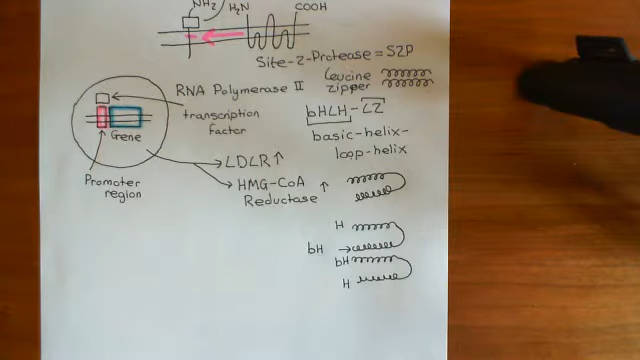 NH2
H2N
COOH
Site-2-Protease = S2P
RNA Polymerase II
Leucine
zipper
transcription
factor
bHLH-LZ
Gene
basic-helix-
loop-helix
LDLR↑
Promoter
region
HMG-CoA ↑
Reductase
H
bH
bH
H